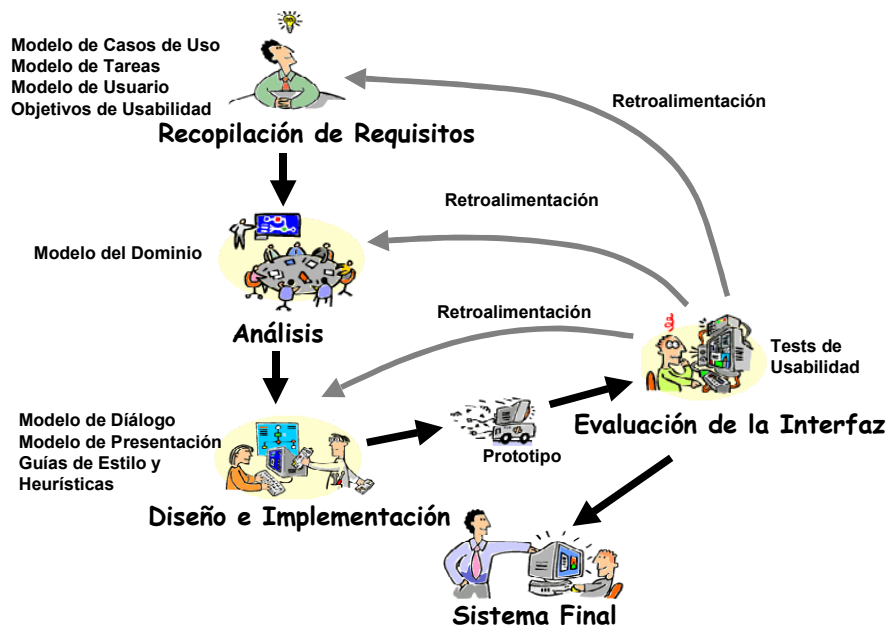 Modelo de Casos de Uso
Modelo de Tareas
Modelo de Usuario
Objetivos de Usabilidad
Recopilación de Requisitos
Retroalimentación
Retroalimentación
Modelo del Dominio
Análisis
Retroalimentación
Tests de
Usabilidad
Modelo de Díálogo
Modelo de Presentación
Guías de Estilo y
Heurísticas
Prototipo
Evaluación de la Interfaz
Diseño e Implementación
Sistema Final